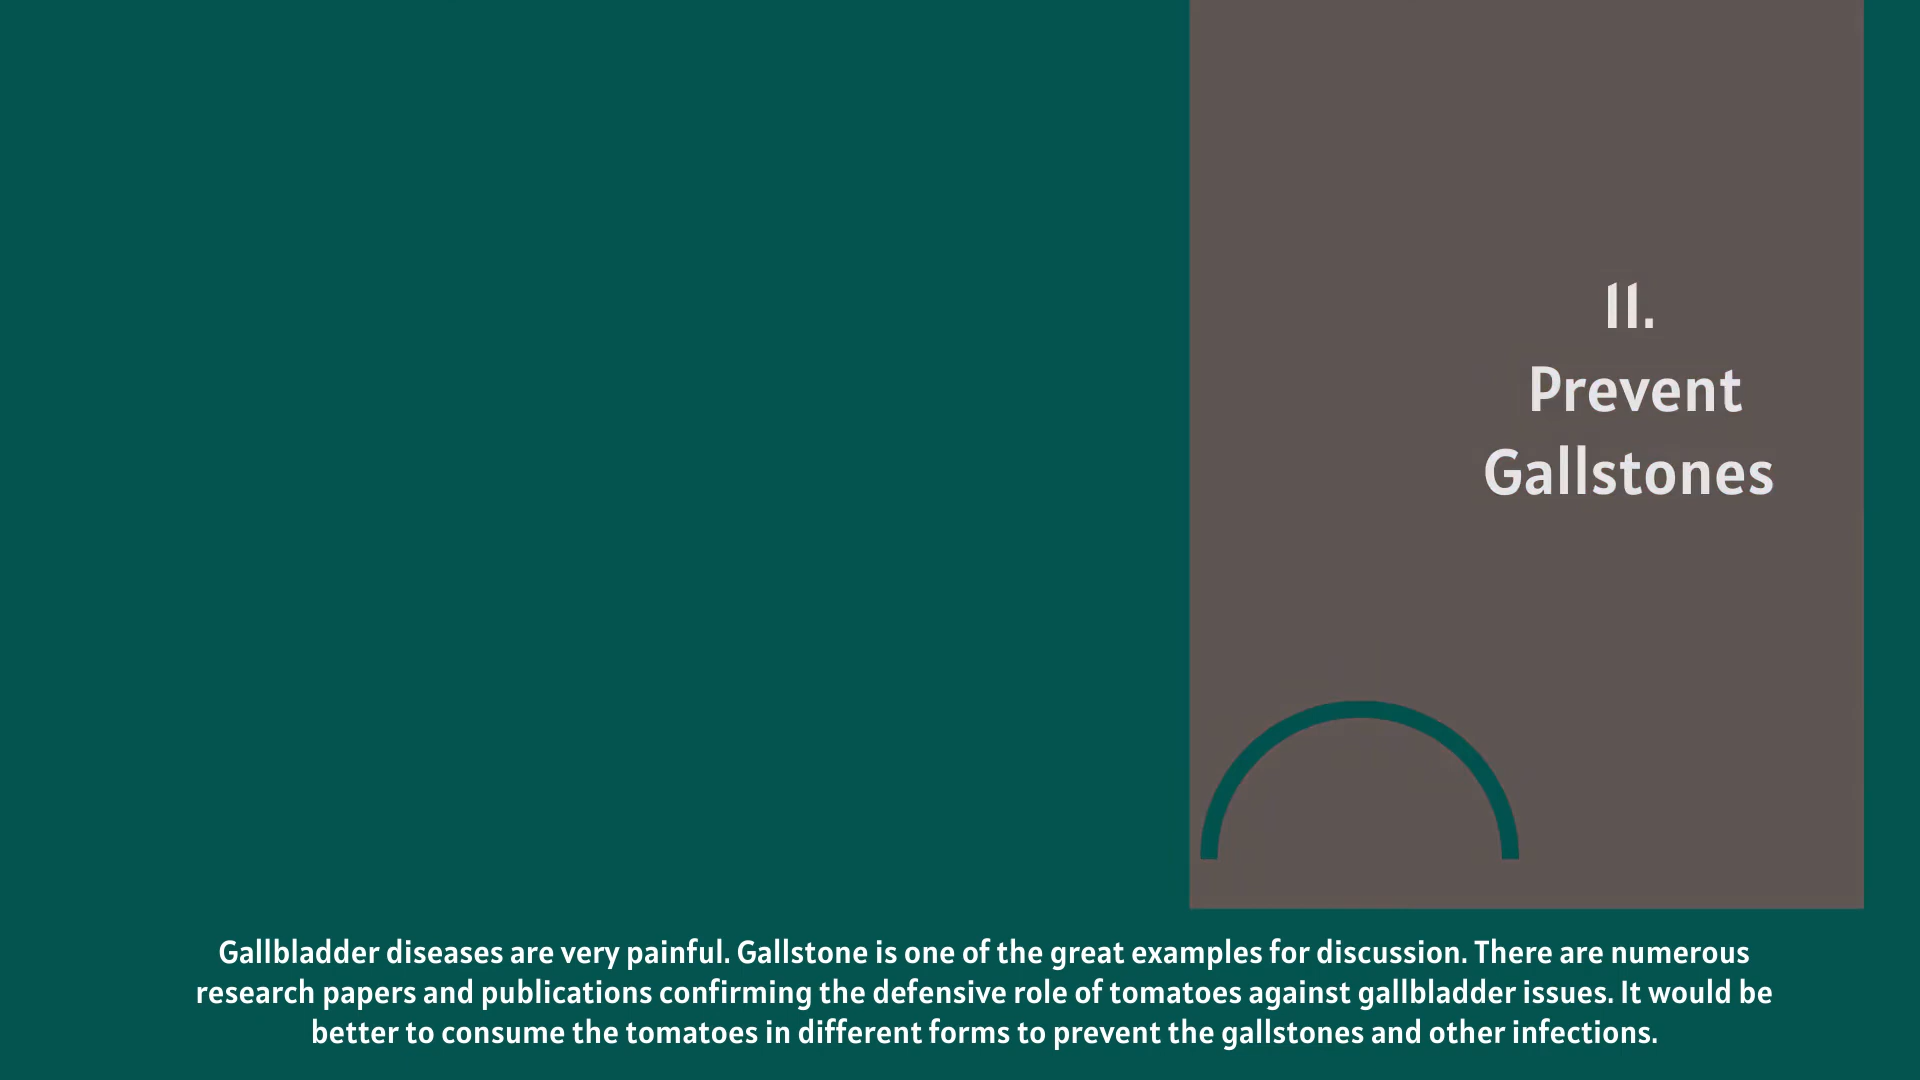 11.
Prevent
Gallstones
Gallbladder diseases are very painful. Gallstone is one of the great examples for discussion. There are numerous
research papers and publications confirming the defensive role of tomatoes against gallbladder issues. It would be
better to consume the tomatoes in different forms to prevent the gallstones and other infections.